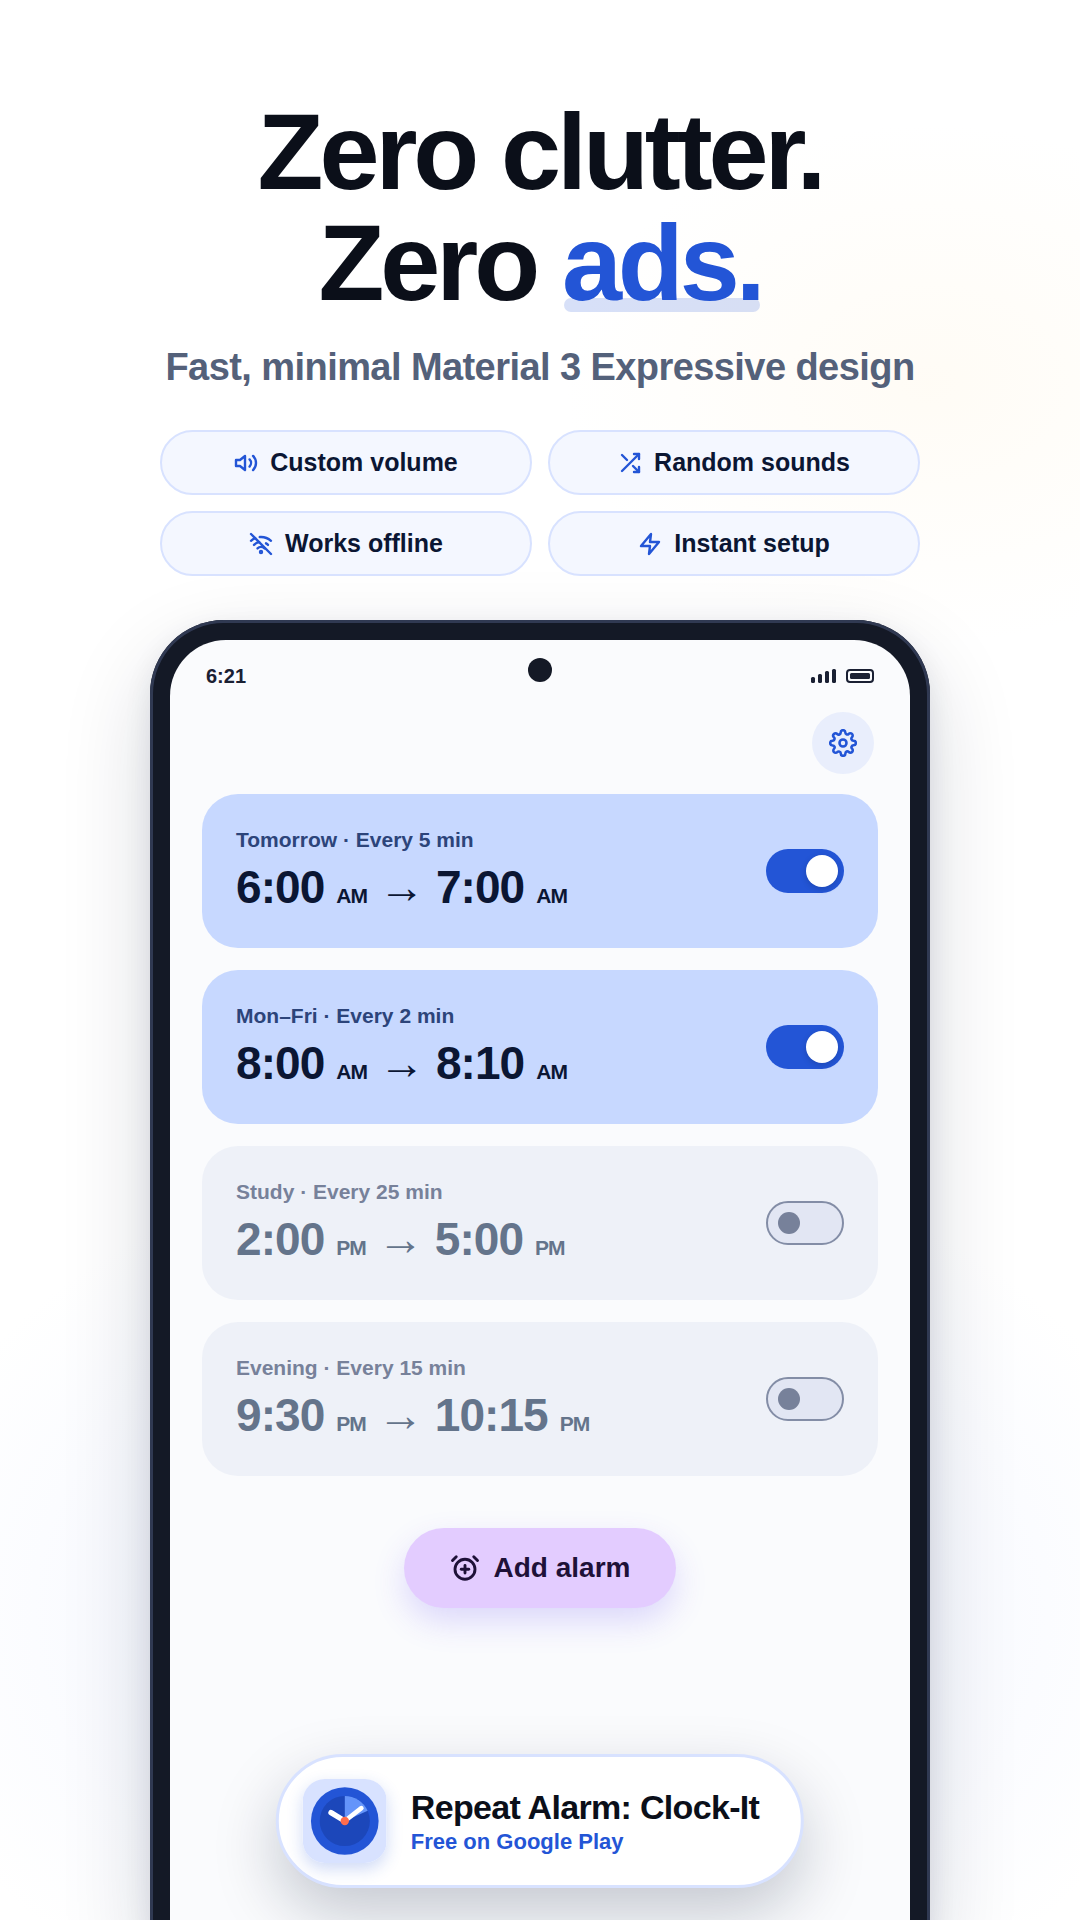 Zero clutter.
Zero ads.
Fast, minimal Material 3 Expressive design
Custom volume
Random sounds
Works offline
Instant setup
6:21
Tomorrow · Every 5 min
6:00 AM → 7:00 AM
Mon–Fri · Every 2 min
8:00 AM → 8:10 AM
Study · Every 25 min
2:00 PM → 5:00 PM
Evening · Every 15 min
9:30 PM → 10:15 PM
Add alarm
Repeat Alarm: Clock-It
Free on Google Play